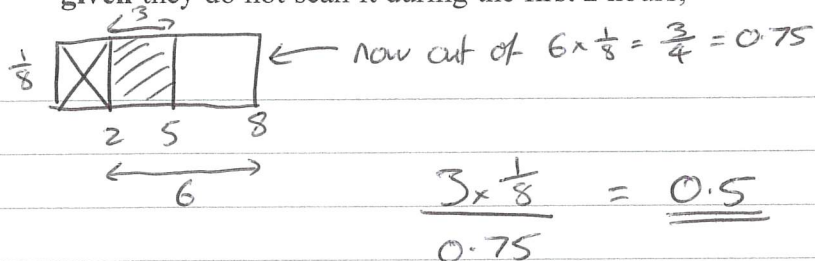 given they do not scan it during the first 2 hours,
3
1/8
← now out of 6 × 1/8 = 3/4 = 0.75
2 5 8
6
3 × 1/8 / 0.75 = 0.5